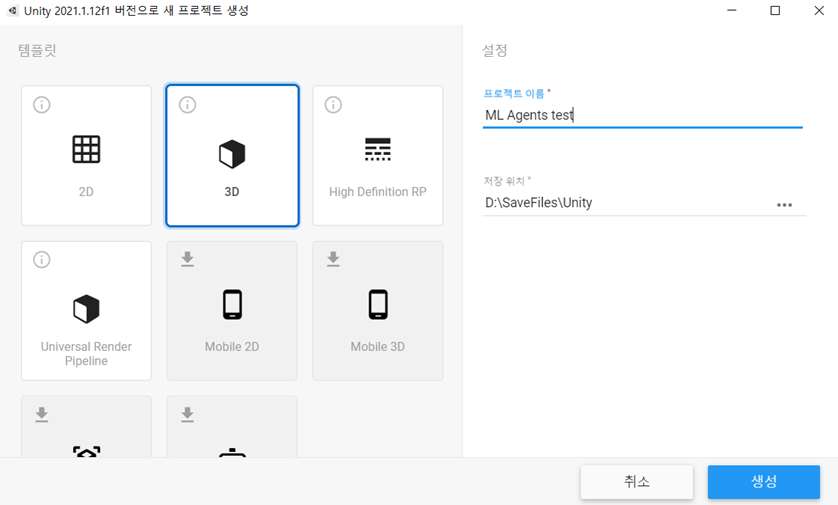 Unity 2021.1.12f1 버전으로 새 프로젝트 생성
템플릿
2D
3D
High Definition RP
Universal Render
Pipeline
Mobile 2D
Mobile 3D
설정
프로젝트 이름 *
ML Agents test
저장 위치 *
D:\SaveFiles\Unity
취소
생성